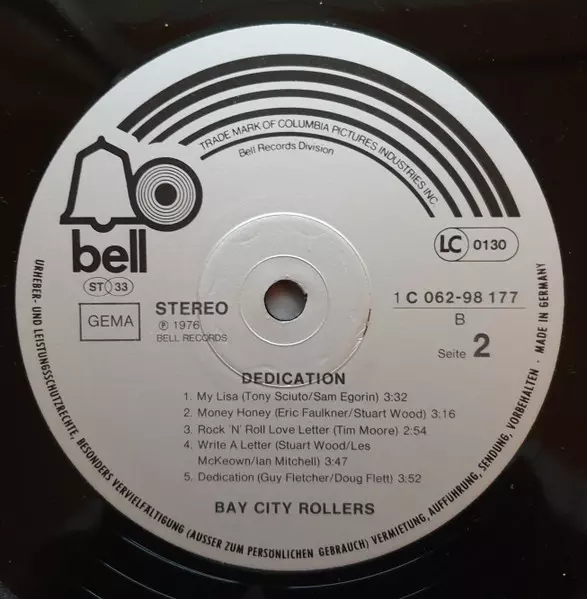 TRADE MARK OF COLUMBIA PICTURES INDUSTRIES INC.
Bell Records Division
bell
LC 0130
ST 33
GEMA
STEREO
℗ 1976
BELL RECORDS
1 C 062-98 177
B
Seite 2
DEDICATION
1. My Lisa (Tony Sciuto/Sam Egorin) 3:32
2. Money Honey (Eric Faulkner/Stuart Wood) 3:16
3. Rock 'N' Roll Love Letter (Tim Moore) 2:54
4. Write A Letter (Stuart Wood/Les
McKeown/Ian Mitchell) 3:47
5. Dedication (Guy Fletcher/Doug Flett) 3:52
BAY CITY ROLLERS
URHEBER- UND LEISTUNGSSCHUTZRECHTE, BESONDERS VERVIELFÄLTIGUNG (AUSSER ZUM PERSÖNLICHEN GEBRAUCH) VERMIETUNG, AUFFÜHRUNG, SENDUNG, VORBEHALTEN · MADE IN GERMANY